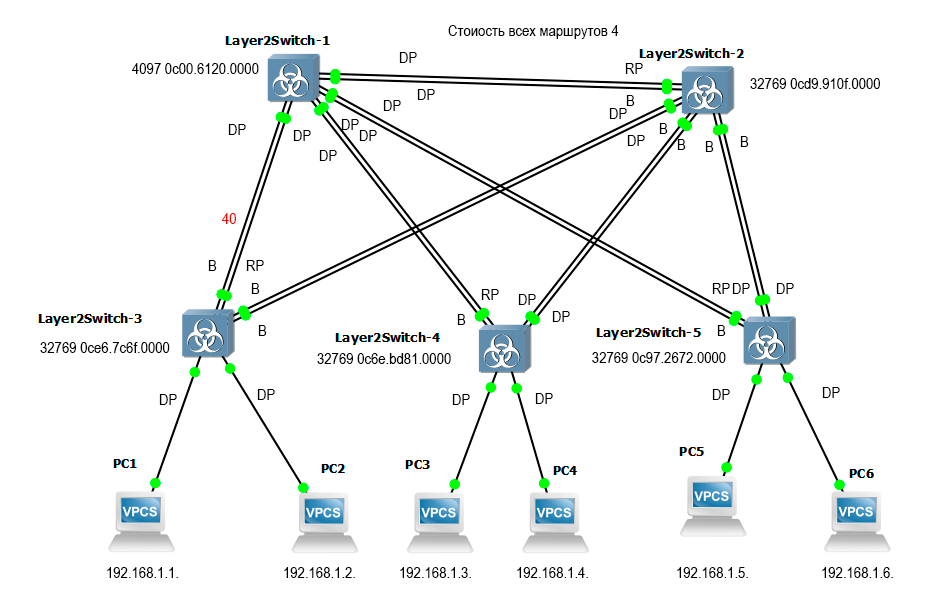 Стоиость всех маршрутов 4
Layer2Switch-1
4097 0c00.6120.0000
Layer2Switch-2
32769 0cd9.910f.0000
DP
RP
DP
B
DP
DP
DP
DP
DP
DP
DP
DP
B
B
B
B
40
B
RP
B
B
RP
B
DP
DP
RP
DP
DP
B
Layer2Switch-3
32769 0ce6.7c6f.0000
Layer2Switch-4
32769 0c6e.bd81.0000
Layer2Switch-5
32769 0c97.2672.0000
DP
DP
DP
DP
DP
DP
PC1
PC2
PC3
PC4
PC5
PC6
VPCS
VPCS
VPCS
VPCS
VPCS
VPCS
192.168.1.1.
192.168.1.2.
192.168.1.3.
192.168.1.4.
192.168.1.5.
192.168.1.6.